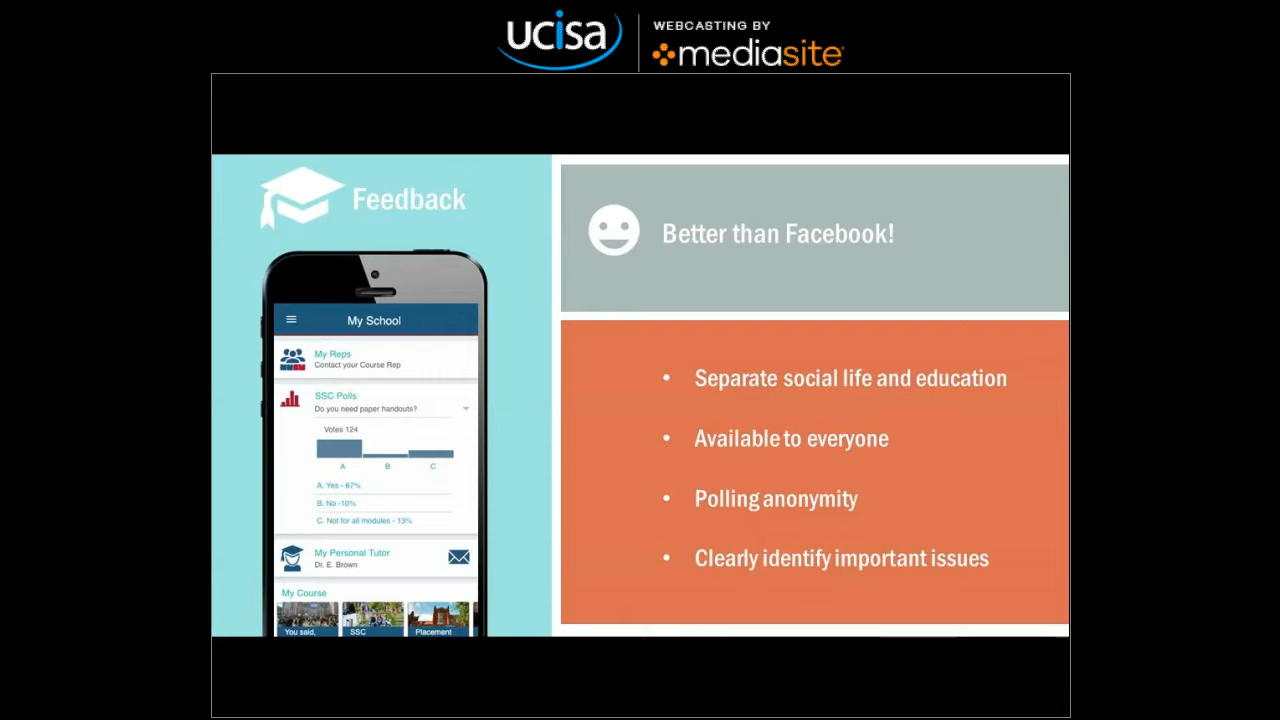 ucisa
WEBCASTING BY
mediasite
Feedback
Better than Facebook!
My School
My Reps
Contact your Course Rep
SSC Polls
Do you need paper handouts?
Votes 124
A B C
A. Yes - 67%
B. No -10%
C. Not for all modules - 13%
My Personal Tutor
Dr. E. Brown
My Course
You said,
SSC
Placement
• Separate social life and education
• Available to everyone
• Polling anonymity
• Clearly identify important issues